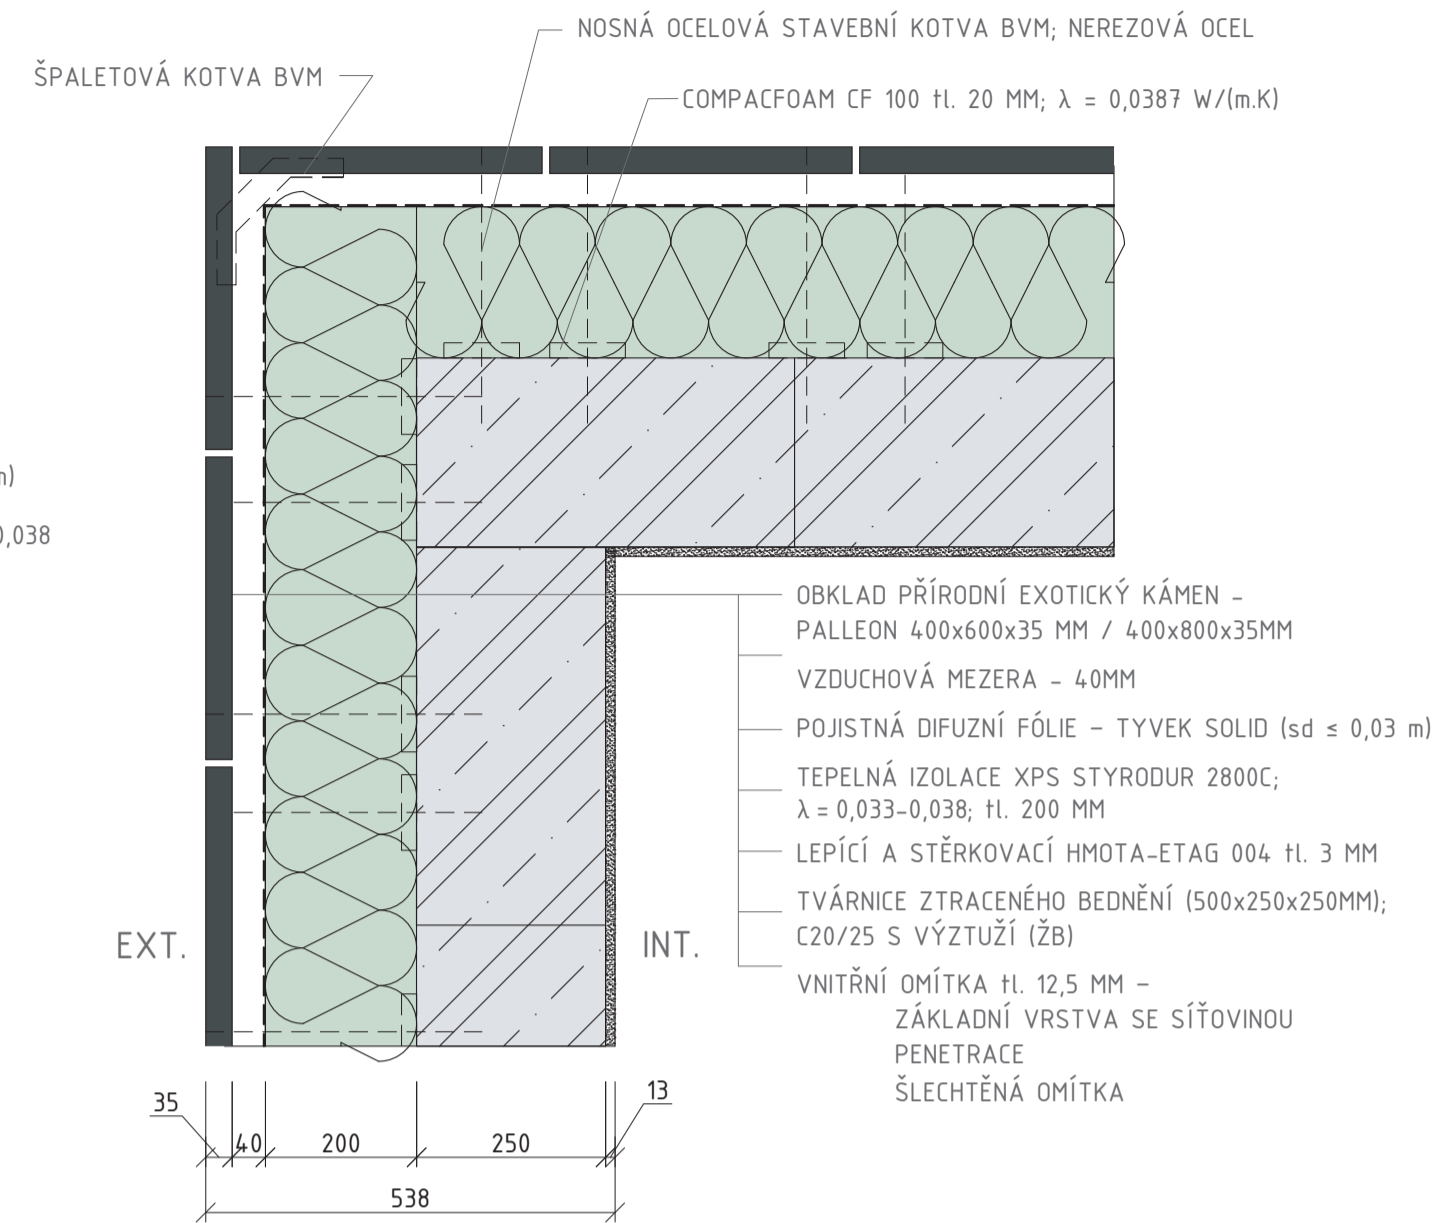 NOSNÁ OCELOVÁ STAVEBNÍ KOTVA BVM; NEREZOVÁ OCEL
ŠPALETOVÁ KOTVA BVM
COMPACFOAM CF 100 tl. 20 MM; λ = 0,0387 W/(m.K)
m)
0,038
OBKLAD PŘÍRODNÍ EXOTICKÝ KÁMEN -
PALLEON 400x600x35 MM / 400x800x35MM
VZDUCHOVÁ MEZERA - 40MM
POJISTNÁ DIFUZNÍ FÓLIE - TYVEK SOLID (sd ≤ 0,03 m)
TEPELNÁ IZOLACE XPS STYRODUR 2800C;
λ = 0,033-0,038; tl. 200 MM
LEPÍCÍ A STĚRKOVACÍ HMOTA-ETAG 004 tl. 3 MM
TVÁRNICE ZTRACENÉHO BEDNĚNÍ (500x250x250MM);
C20/25 S VÝZTUŽÍ (ŽB)
VNITŘNÍ OMÍTKA tl. 12,5 MM -
ZÁKLADNÍ VRSTVA SE SÍŤOVINOU
PENETRACE
ŠLECHTĚNÁ OMÍTKA
EXT.
INT.
35
13
40
200
250
538